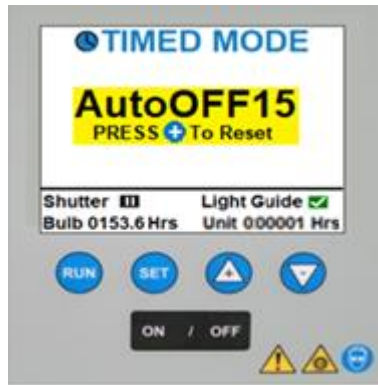 TIMED MODE
AutoOFF15
PRESS + To Reset
Shutter Light Guide
Bulb 0153.6 Hrs Unit 000001 Hrs
RUN SET + -
ON / OFF